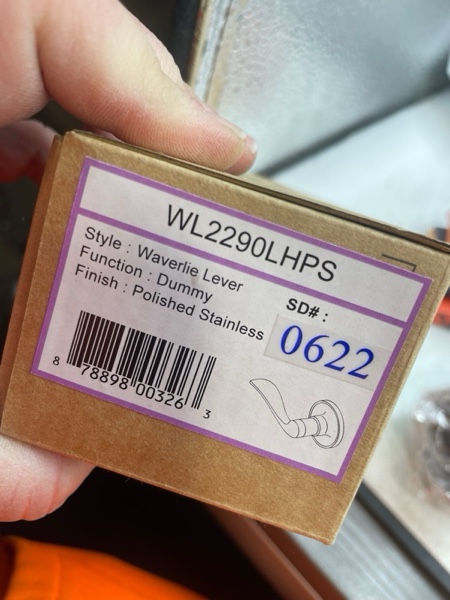 WL2290LHPS
Style : Waverlie Lever
Function : Dummy
Finish : Polished Stainless
SD# :
0622
8 78898 00326 3